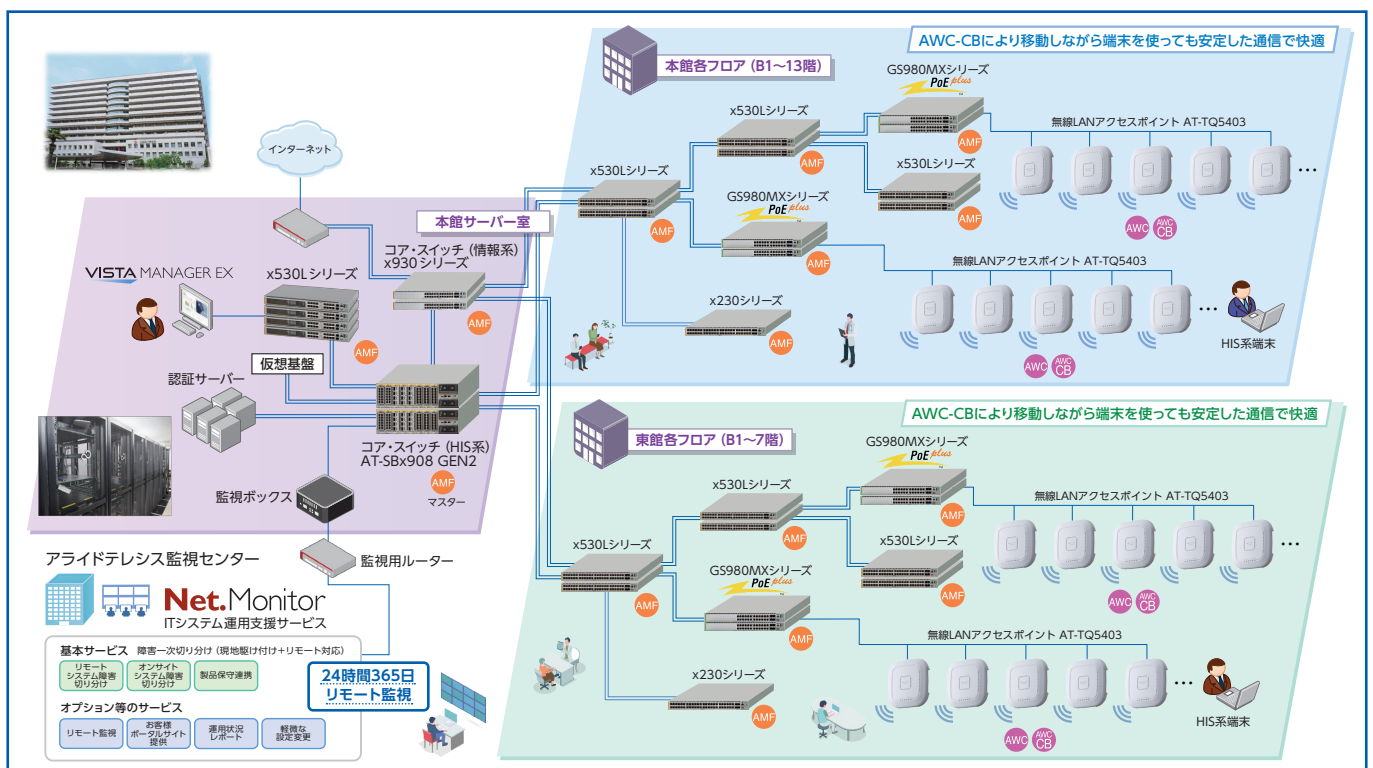 AWC-CBにより移動しながら端末を使っても安定した通信で快適
本館各フロア（B1～13階）
GS980MXシリーズ
PoE plus
x530Lシリーズ
AMF
無線LANアクセスポイント AT-TQ5403
x530Lシリーズ
AMF
x530Lシリーズ
AMF
GS980MXシリーズ
PoE plus
AMF
AMF
AWC
AWC CB
…
無線LANアクセスポイント AT-TQ5403
x230シリーズ
AMF
AWC
AWC CB
…
HIS系端末
インターネット
本館サーバー室
コア・スイッチ（情報系）
x930シリーズ
AMF
VISTA MANAGER EX
x530Lシリーズ
AMF
仮想基盤
認証サーバー
コア・スイッチ（HIS系）
AT-SBx908 GEN2
AMF
マスター
監視ボックス
監視用ルーター
AWC-CBにより移動しながら端末を使っても安定した通信で快適
東館各フロア（B1～7階）
GS980MXシリーズ
PoE plus
AMF
x530Lシリーズ
AMF
無線LANアクセスポイント AT-TQ5403
x530Lシリーズ
AMF
x530Lシリーズ
AMF
GS980MXシリーズ
PoE plus
AMF
AWC
AWC CB
…
無線LANアクセスポイント AT-TQ5403
x230シリーズ
AMF
AWC
AWC CB
…
HIS系端末
アライドテレシス監視センター
Net.Monitor
ITシステム運用支援サービス
基本サービス 障害一次切り分け（現地駆け付け＋リモート対応）
リモート
システム障害
切り分け
オンサイト
システム障害
切り分け
製品保守連携
オプション等のサービス
リモート監視
お客様
ポータルサイト
提供
運用状況
レポート
軽微な
設定変更
24時間365日
リモート監視